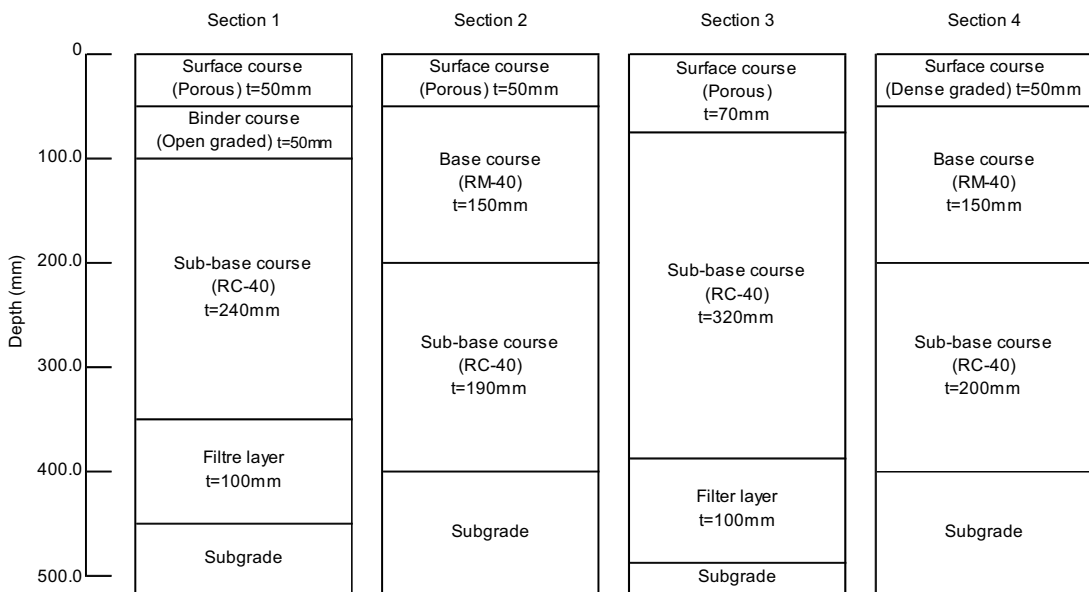 Section 1
Section 2
Section 3
Section 4
Depth (mm)
0
100.0
200.0
300.0
400.0
500.0
Surface course
(Porous) t=50mm
Binder course
(Open graded) t=50mm
Sub-base course
(RC-40)
t=240mm
Filtre layer
t=100mm
Subgrade
Surface course
(Porous) t=50mm
Base course
(RM-40)
t=150mm
Sub-base course
(RC-40)
t=190mm
Subgrade
Surface course
(Porous)
t=70mm
Sub-base course
(RC-40)
t=320mm
Filter layer
t=100mm
Subgrade
Surface course
(Dense graded) t=50mm
Base course
(RM-40)
t=150mm
Sub-base course
(RC-40)
t=200mm
Subgrade